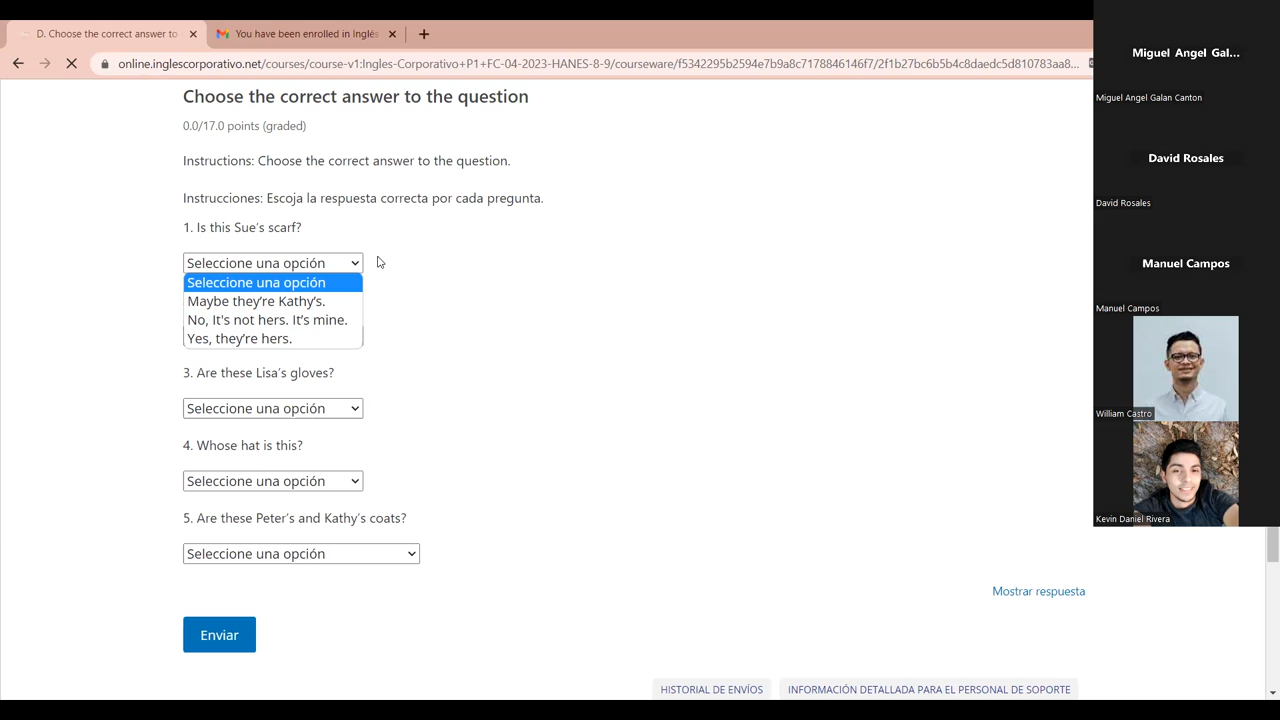 D. Choose the correct answer to
You have been enrolled in Inglés
online.inglescorporativo.net/courses/course-v1:Ingles-Corporativo+P1+FC-04-2023-HANES-8-9/courseware/f5342295b2594e7b9a8c7178846146f7/2f1b27bc6b5b4c8daedc5d810783aa8...
Choose the correct answer to the question
0.0/17.0 points (graded)
Instructions: Choose the correct answer to the question.
Instrucciones: Escoja la respuesta correcta por cada pregunta.
1. Is this Sue's scarf?
Seleccione una opción
Seleccione una opción
Maybe they're Kathy's.
No, It's not hers. It's mine.
Yes, they're hers.
3. Are these Lisa's gloves?
Seleccione una opción
4. Whose hat is this?
Seleccione una opción
5. Are these Peter's and Kathy's coats?
Seleccione una opción
Mostrar respuesta
Enviar
HISTORIAL DE ENVÍOS
INFORMACIÓN DETALLADA PARA EL PERSONAL DE SOPORTE
Miguel Angel Gal...
Miguel Angel Galan Canton
David Rosales
David Rosales
Manuel Campos
Manuel Campos
William Castro
Kevin Daniel Rivera